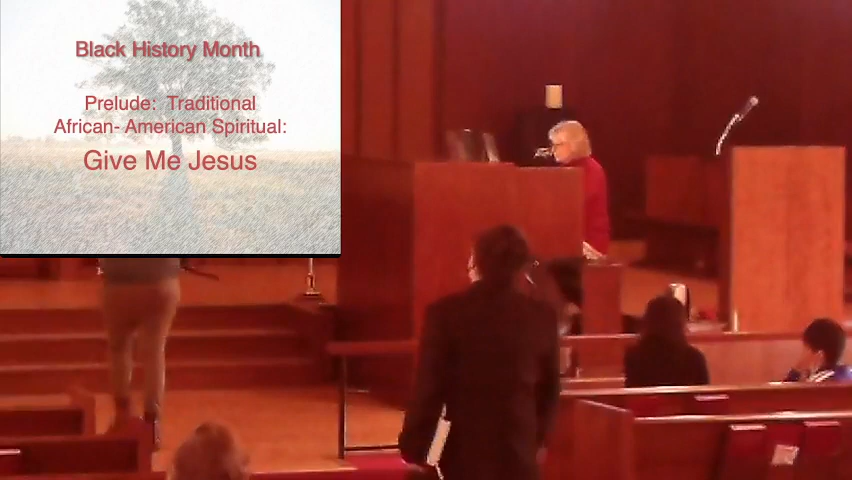 Black History Month
Prelude: Traditional
African- American Spiritual:
Give Me Jesus